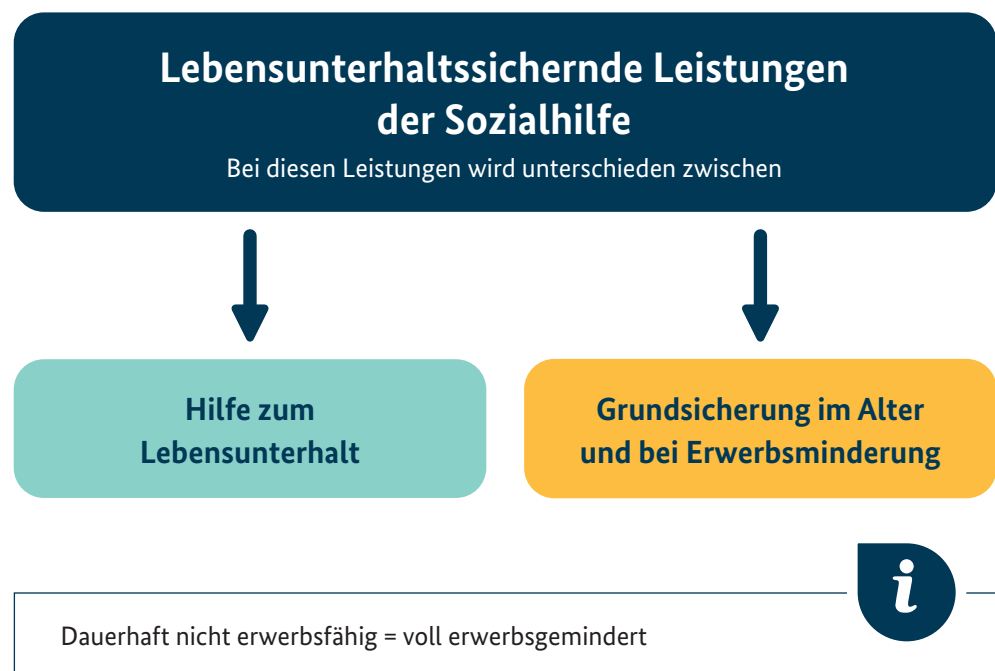 Lebensunterhaltssichernde Leistungen
der Sozialhilfe
Bei diesen Leistungen wird unterschieden zwischen
Hilfe zum
Lebensunterhalt
Grundsicherung im Alter
und bei Erwerbsminderung
i
Dauerhaft nicht erwerbsfähig = voll erwerbsgemindert